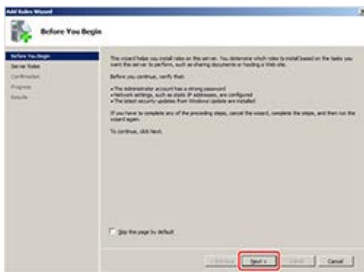 Add Roles Wizard
Before You Begin
Before You Begin
Server Roles
Confirmation
Progress
Results
This wizard helps you install roles on this server. You determine which roles to install based on the tasks you
want this server to perform, such as sharing documents or hosting a Web site.
Before you continue, verify that:
• The Administrator account has a strong password
• Network settings, such as static IP addresses, are configured
• The latest security updates from Windows Update are installed
If you have to complete any of the preceding steps, cancel the wizard, complete the steps, and then run the
wizard again.
To continue, click Next.
Skip this page by default
< Previous
Next >
Install
Cancel